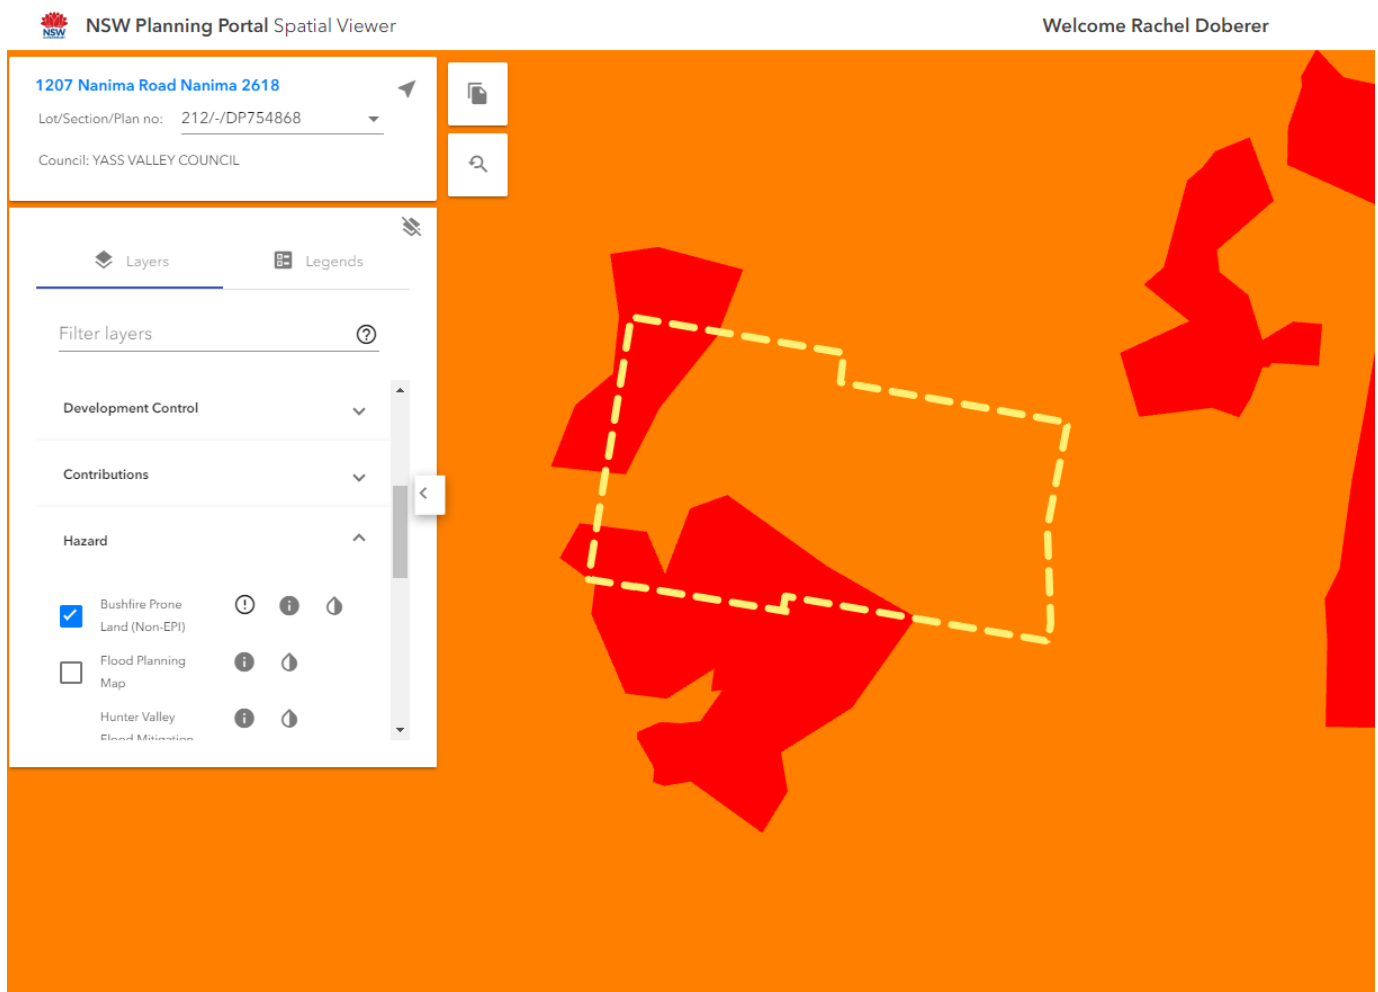 NSW
NSW Planning Portal Spatial Viewer
Welcome Rachel Doberer
1207 Nanima Road Nanima 2618
Lot/Section/Plan no: 212/-/DP754868
Council: YASS VALLEY COUNCIL
Layers
Legends
Filter layers
Development Control
Contributions
Hazard
Bushfire Prone
Land (Non-EPI)
Flood Planning
Map
Hunter Valley
Flood Mitigation